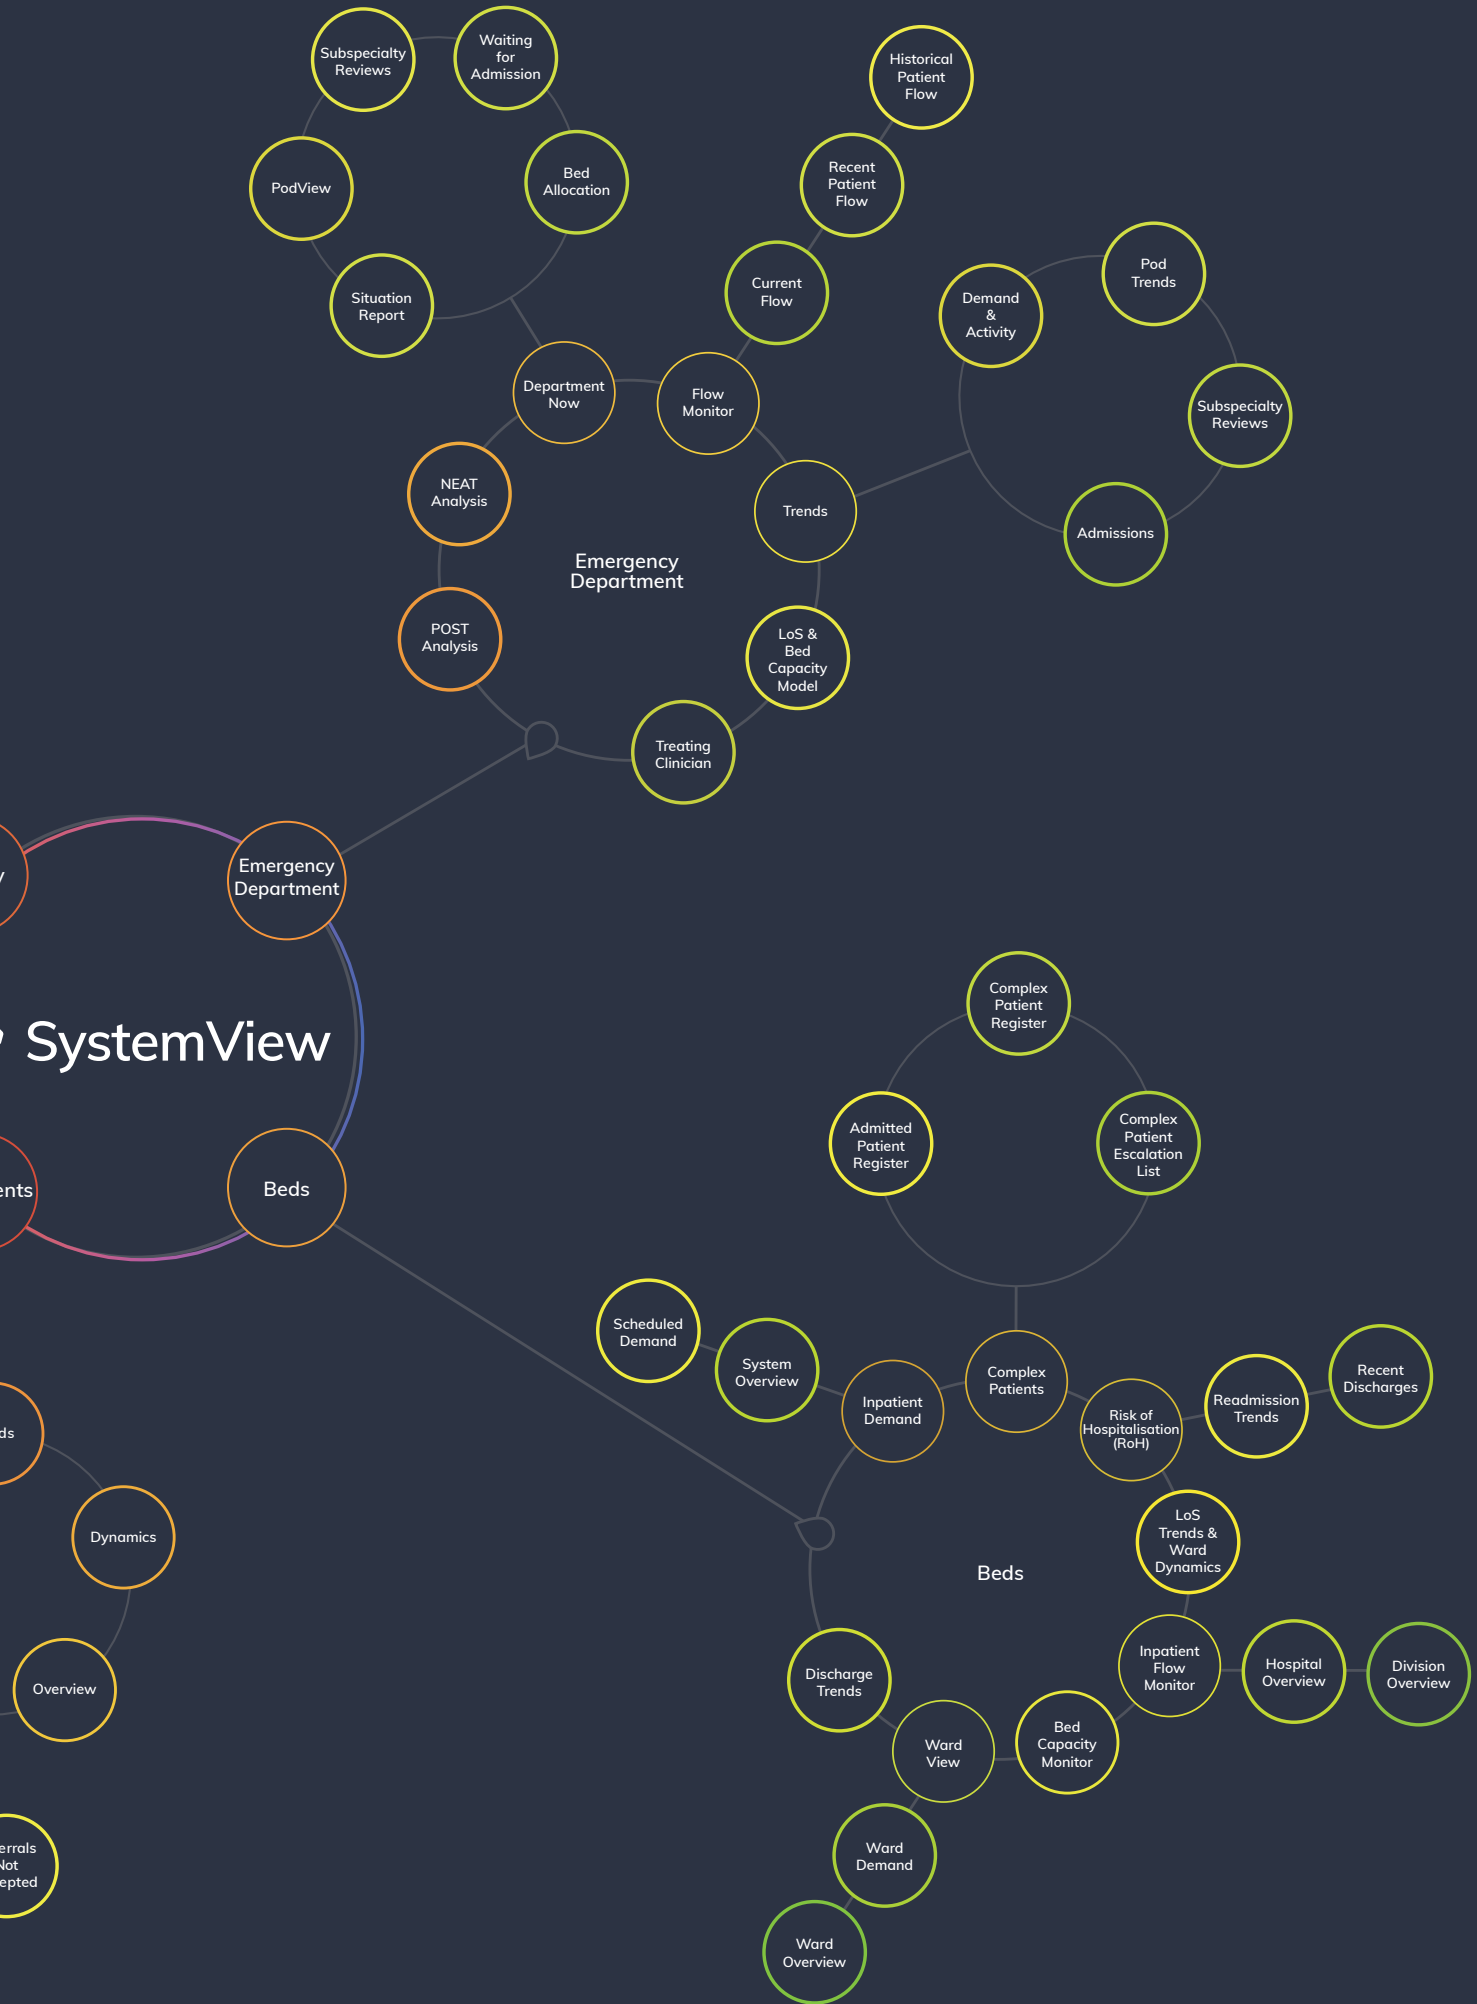 Subspecialty
Reviews
Waiting
for
Admission
PodView
Bed
Allocation
Situation
Report
Historical
Patient
Flow
Recent
Patient
Flow
Current
Flow
Demand
&
Activity
Pod
Trends
Subspecialty
Reviews
Admissions
Department
Now
Flow
Monitor
NEAT
Analysis
Trends
Emergency
Department
POST
Analysis
LoS &
Bed
Capacity
Model
Treating
Clinician
y
Emergency
Department
SystemView
ents
Beds
Complex
Patient
Register
Admitted
Patient
Register
Complex
Patient
Escalation
List
Scheduled
Demand
System
Overview
Inpatient
Demand
Complex
Patients
Risk of
Hospitalisation
(RoH)
Readmission
Trends
Recent
Discharges
ds
Dynamics
Overview
LoS
Trends &
Ward
Dynamics
Beds
Discharge
Trends
Ward
View
Bed
Capacity
Monitor
Inpatient
Flow
Monitor
Hospital
Overview
Division
Overview
errals
Not
epted
Ward
Demand
Ward
Overview